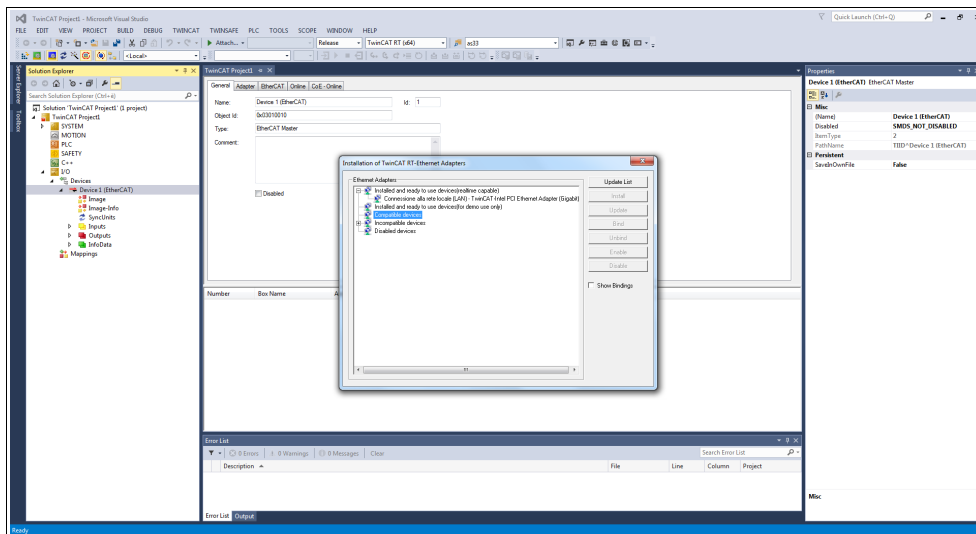 TwinCAT Project1 - Microsoft Visual Studio
Quick Launch (Ctrl+Q)
FILE EDIT VIEW PROJECT BUILD DEBUG TWINCAT TWINSAFE PLC TOOLS SCOPE WINDOW HELP
Attach... Release TwinCAT RT (x64) as33
<Local>
Server Explorer
Toolbox
Solution Explorer
Search Solution Explorer (Ctrl+è)
Solution 'TwinCAT Project1' (1 project)
TwinCAT Project1
SYSTEM
MOTION
PLC
SAFETY
C++
I/O
Devices
Device 1 (EtherCAT)
Image
Image-Info
SyncUnits
Inputs
Outputs
InfoData
Mappings
TwinCAT Project1
General Adapter EtherCAT Online CoE - Online
Name: Device 1 (EtherCAT) Id: 1
Object Id: 0x03010010
Type: EtherCAT Master
Comment:
Disabled
Number Box Name
Installation of TwinCAT RT-Ethernet Adapters
Ethernet Adapters
Installed and ready to use devices(realtime capable)
Connessione alla rete locale (LAN) - TwinCAT-Intel PCI Ethernet Adapter (Gigabit)
Installed and ready to use devices(for demo use only)
Compatible devices
Incompatible devices
Disabled devices
Update List
Install
Update
Bind
Unbind
Enable
Disable
Show Bindings
Error List
0 Errors 0 Warnings 0 Messages Clear
Search Error List
Description File Line Column Project
Error List Output
Properties
Device 1 (EtherCAT) EtherCAT Master
Misc
(Name) Device 1 (EtherCAT)
Disabled SMDS_NOT_DISABLED
ItemType 2
PathName TIID^Device 1 (EtherCAT)
Persistent
SaveInOwnFile False
Misc
Ready